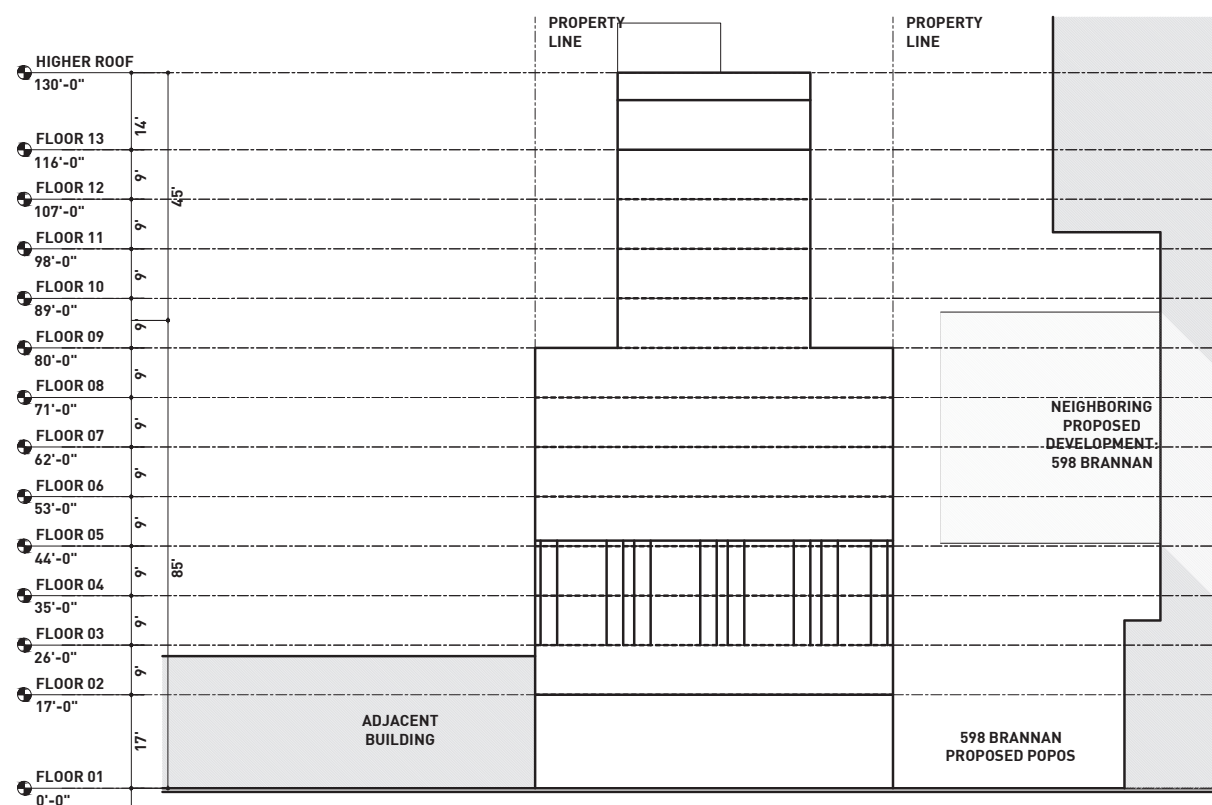 PROPERTY
LINE
PROPERTY
LINE
HIGHER ROOF
130'-0"
14'
FLOOR 13
116'-0"
9'
FLOOR 12
107'-0"
45'
9'
FLOOR 11
98'-0"
9'
FLOOR 10
89'-0"
9'
FLOOR 09
80'-0"
9'
FLOOR 08
71'-0"
9'
FLOOR 07
62'-0"
9'
FLOOR 06
53'-0"
9'
FLOOR 05
44'-0"
9'
85'
FLOOR 04
35'-0"
9'
FLOOR 03
26'-0"
9'
FLOOR 02
17'-0"
17'
FLOOR 01
0'-0"
NEIGHBORING
PROPOSED
DEVELOPMENT:
598 BRANNAN
ADJACENT
BUILDING
598 BRANNAN
PROPOSED POPOS